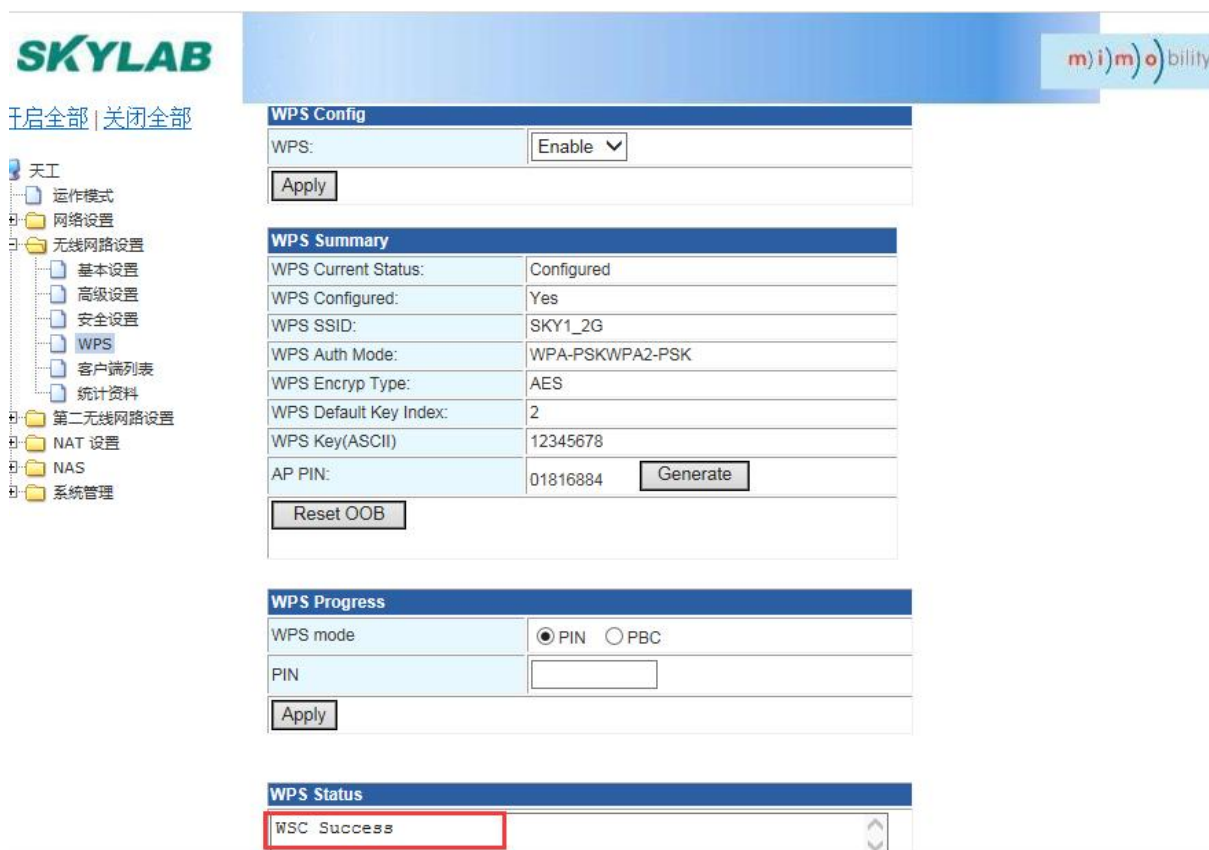 SKYLAB
m)i)m)o)bility
开启全部 | 关闭全部
天工
运作模式
网络设置
无线网路设置
基本设置
高级设置
安全设置
WPS
客户端列表
统计资料
第二无线网路设置
NAT 设置
NAS
系统管理
WPS Config
WPS: Enable
Apply
WPS Summary
WPS Current Status: Configured
WPS Configured: Yes
WPS SSID: SKY1_2G
WPS Auth Mode: WPA-PSKWPA2-PSK
WPS Encryp Type: AES
WPS Default Key Index: 2
WPS Key(ASCII) 12345678
AP PIN: 01816884 Generate
Reset OOB
WPS Progress
WPS mode PIN PBC
PIN
Apply
WPS Status
WSC Success